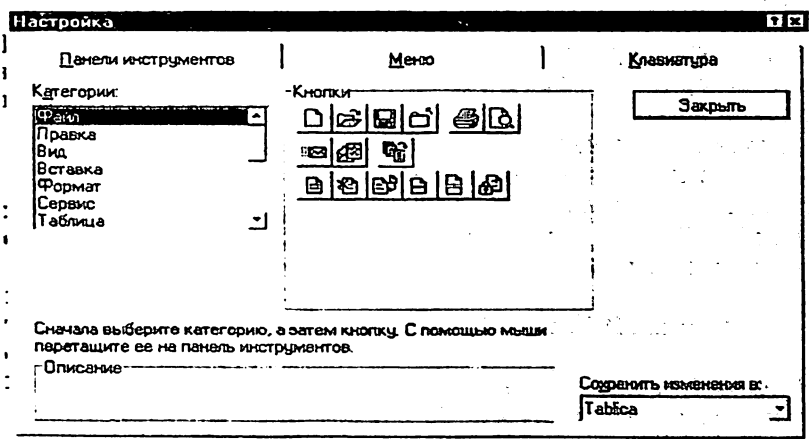 Настройка
Панели инструментов
Меню
Клавиатура
Категории:
Файл
Правка
Вид
Вставка
Формат
Сервис
Таблица
Кнопки
Закрыть
Сначала выберите категорию, а затем кнопку. С помощью мыши
перетащите ее на панель инструментов.
Описание
Сохранить изменения в:
Tablica